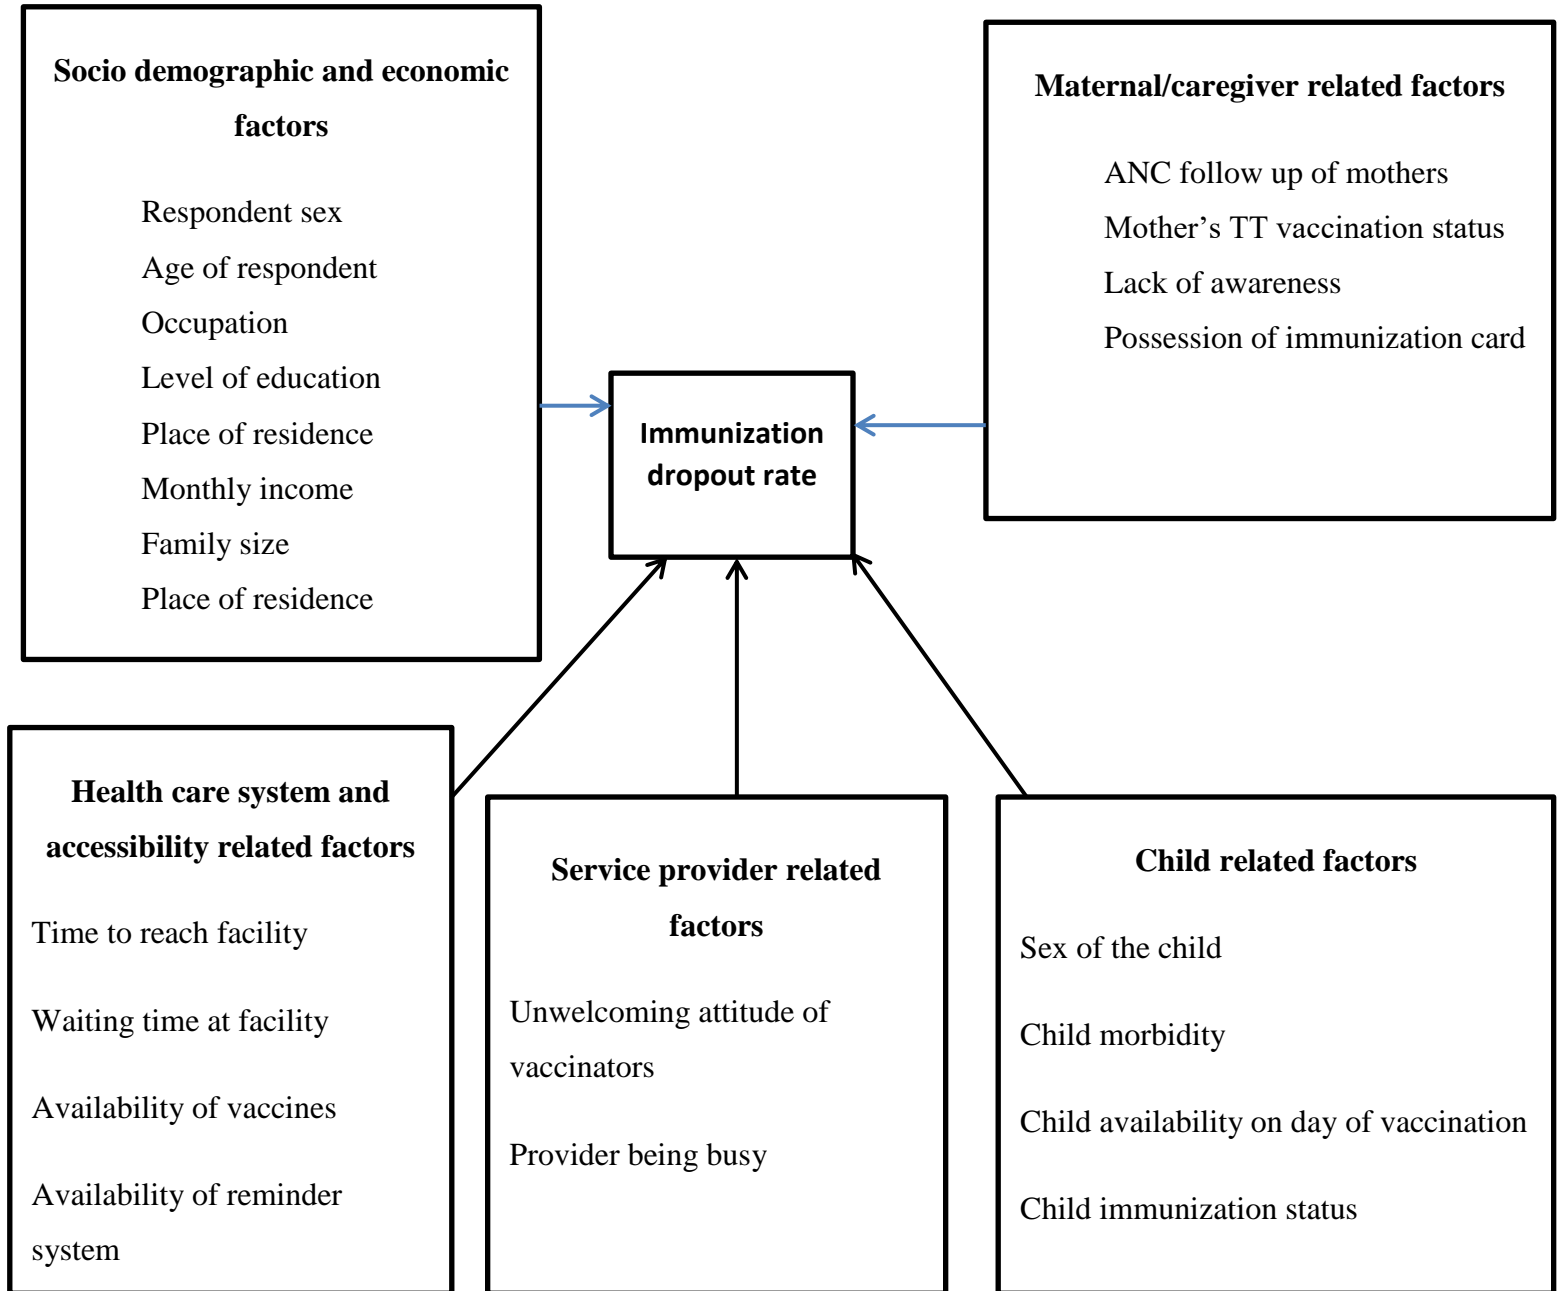 Socio demographic and economic
factors
Respondent sex
Age of respondent
Occupation
Level of education
Place of residence
Monthly income
Family size
Place of residence
Maternal/caregiver related factors
ANC follow up of mothers
Mother’s TT vaccination status
Lack of awareness
Possession of immunization card
Immunization
dropout rate
Health care system and
accessibility related factors
Time to reach facility
Waiting time at facility
Availability of vaccines
Availability of reminder
system
Service provider related
factors
Unwelcoming attitude of
vaccinators
Provider being busy
Child related factors
Sex of the child
Child morbidity
Child availability on day of vaccination
Child immunization status